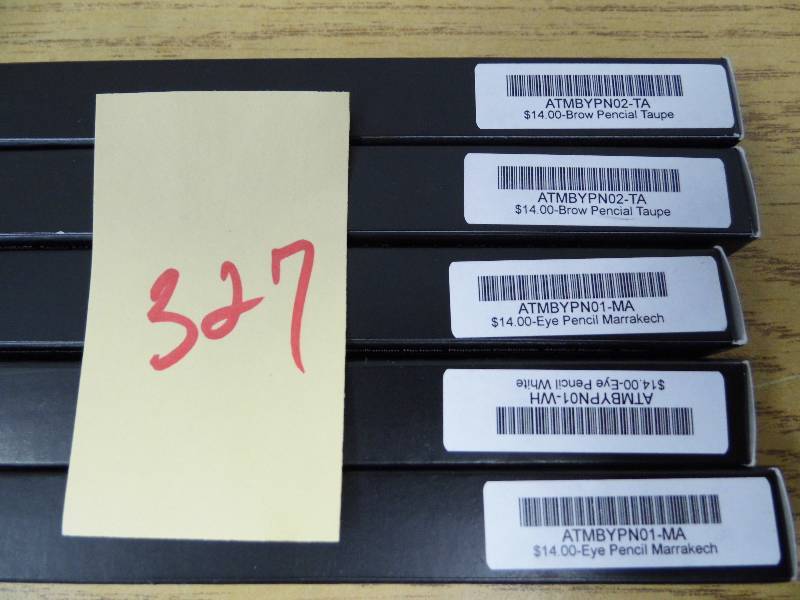 ATMBYPN02-TA
$14.00-Brow Pencial Taupe
ATMBYPN02-TA
$14.00-Brow Pencial Taupe
327
ATMBYPN01-MA
$14.00-Eye Pencil Marrakech
ATMBYPN01-WH
$14.00-Eye Pencil White
ATMBYPN01-MA
$14.00-Eye Pencil Marrakech